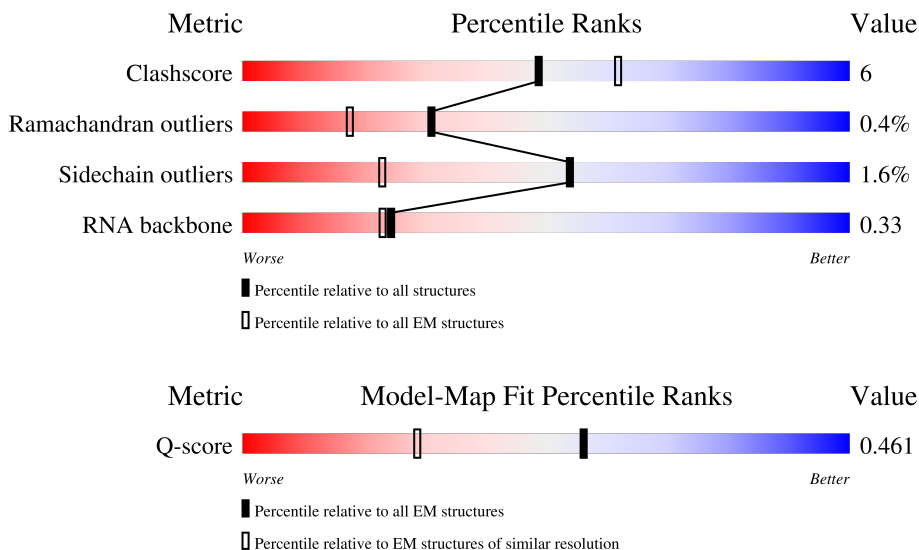 Metric Percentile Ranks Value
Clashscore 6
Ramachandran outliers 0.4%
Sidechain outliers 1.6%
RNA backbone 0.33
Worse Better
Percentile relative to all structures
Percentile relative to all EM structures
Metric Model-Map Fit Percentile Ranks Value
Q-score 0.461
Worse Better
Percentile relative to all EM structures
Percentile relative to EM structures of similar resolution